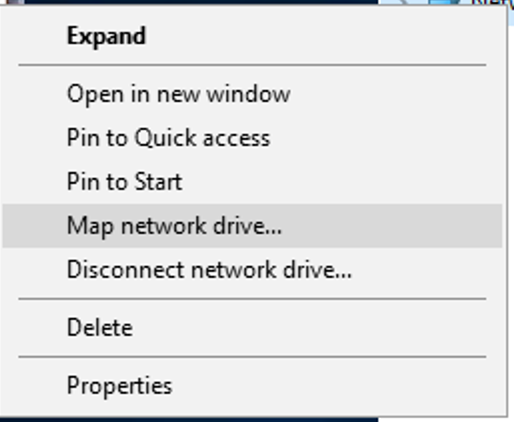 Expand
Open in new window
Pin to Quick access
Pin to Start
Map network drive...
Disconnect network drive...
Delete
Properties